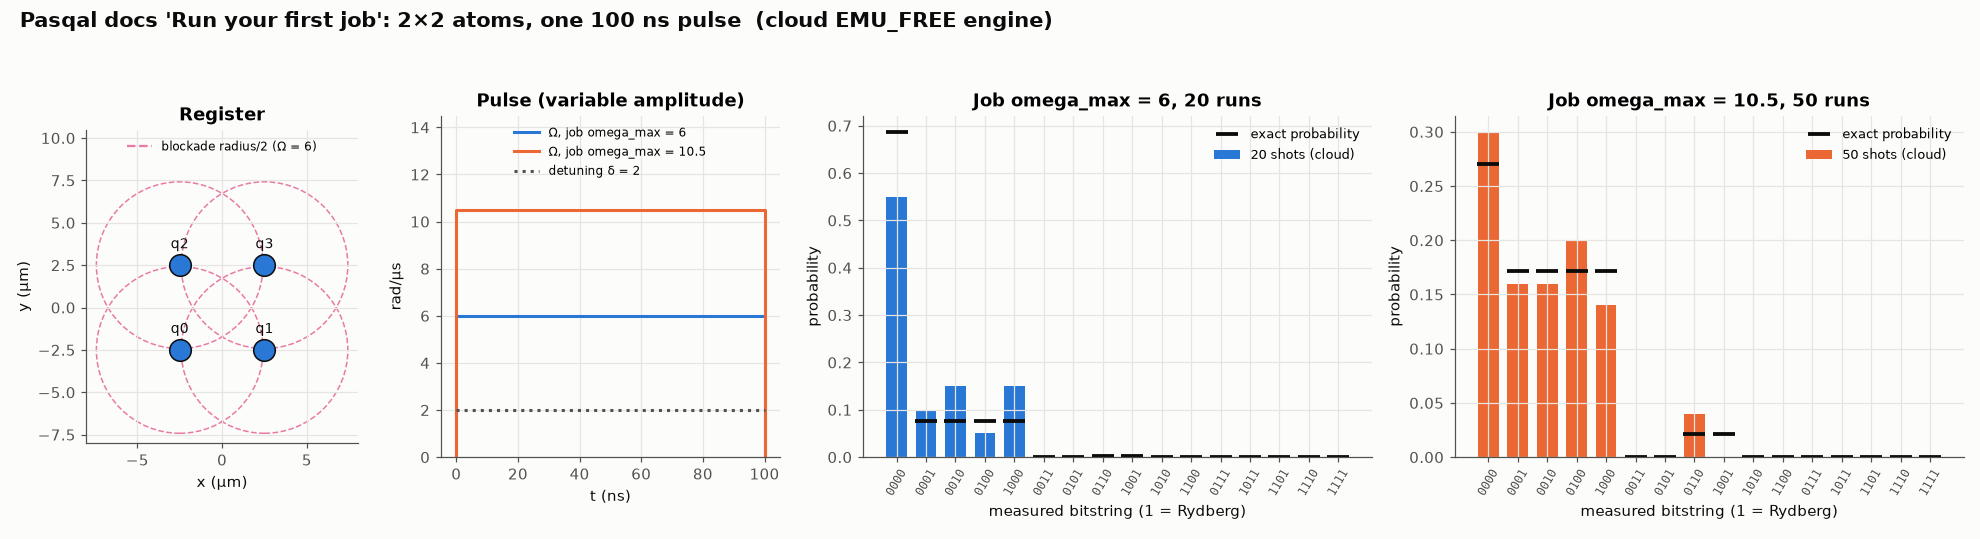 Pasqal docs 'Run your first job': 2×2 atoms, one 100 ns pulse  (cloud EMU_FREE engine)
Register
blockade radius/2 (Ω = 6)
10.0
7.5
5.0
2.5
0.0
−2.5
−5.0
−7.5
y (μm)
q2
q3
q0
q1
−5
0
5
x (μm)
Pulse (variable amplitude)
Ω, job omega_max = 6
Ω, job omega_max = 10.5
detuning δ = 2
14
12
10
8
6
4
2
0
rad/μs
0
20
40
60
80
100
t (ns)
Job omega_max = 6, 20 runs
exact probability
20 shots (cloud)
0.7
0.6
0.5
0.4
0.3
0.2
0.1
0.0
probability
0000
0001
0010
0100
1000
0011
0101
0110
1001
1010
1100
0111
1011
1101
1110
1111
measured bitstring (1 = Rydberg)
Job omega_max = 10.5, 50 runs
exact probability
50 shots (cloud)
0.30
0.25
0.20
0.15
0.10
0.05
0.00
probability
0000
0001
0010
0100
1000
0011
0101
0110
1001
1010
1100
0111
1011
1101
1110
1111
measured bitstring (1 = Rydberg)